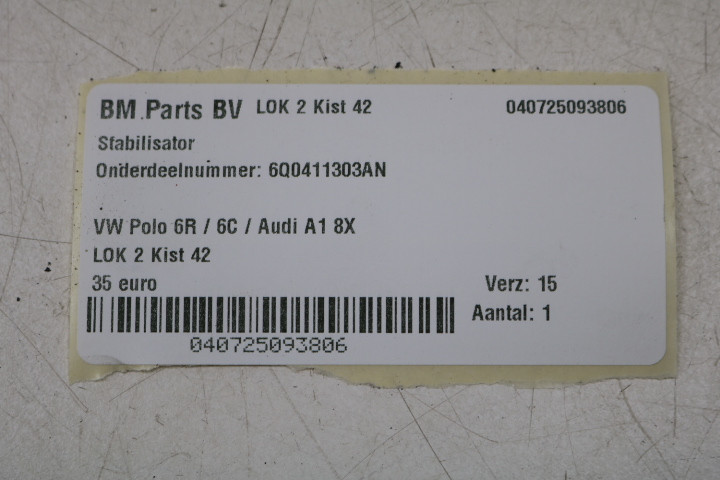 BM Parts BV LOK 2 Kist 42 040725093806
Stabilisator
Onderdeelnummer: 6Q0411303AN
VW Polo 6R / 6C / Audi A1 8X
LOK 2 Kist 42
35 euro Verz: 15
Aantal: 1
040725093806